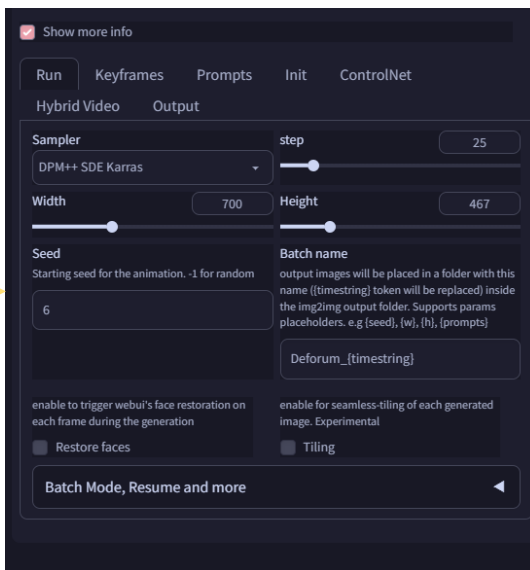 Show more info
Run Keyframes Prompts Init ControlNet
Hybrid Video Output
Sampler
DPM++ SDE Karras
step
25
Width
700
Height
467
Seed
Starting seed for the animation. -1 for random
6
Batch name
output images will be placed in a folder with this
name ({timestring} token will be replaced) inside
the img2img output folder. Supports params
placeholders. e.g {seed}, {w}, {h}, {prompts}
Deforum_{timestring}
enable to trigger webui's face restoration on
each frame during the generation
Restore faces
enable for seamless-tiling of each generated
image. Experimental
Tiling
Batch Mode, Resume and more